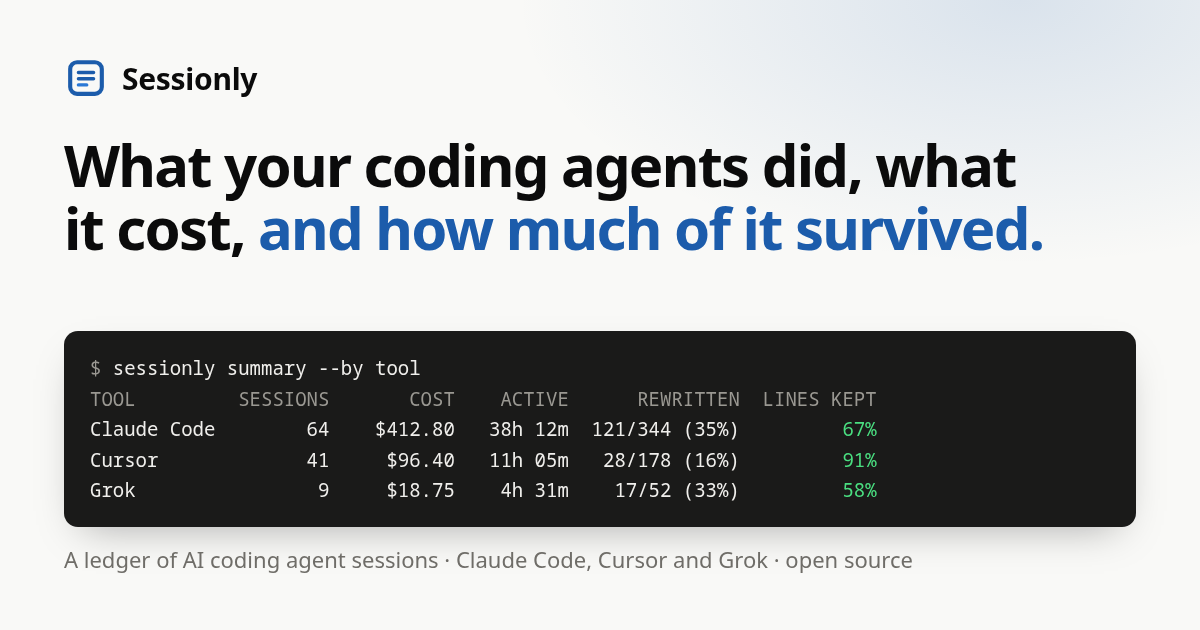 Sessionly
What your coding agents did, what
it cost, and how much of it survived.
$ sessionly summary --by tool
TOOL SESSIONS COST ACTIVE REWRITTEN LINES KEPT
Claude Code 64 $412.80 38h 12m 121/344 (35%) 67%
Cursor 41 $96.40 11h 05m 28/178 (16%) 91%
Grok 9 $18.75 4h 31m 17/52 (33%) 58%
A ledger of AI coding agent sessions · Claude Code, Cursor and Grok · open source